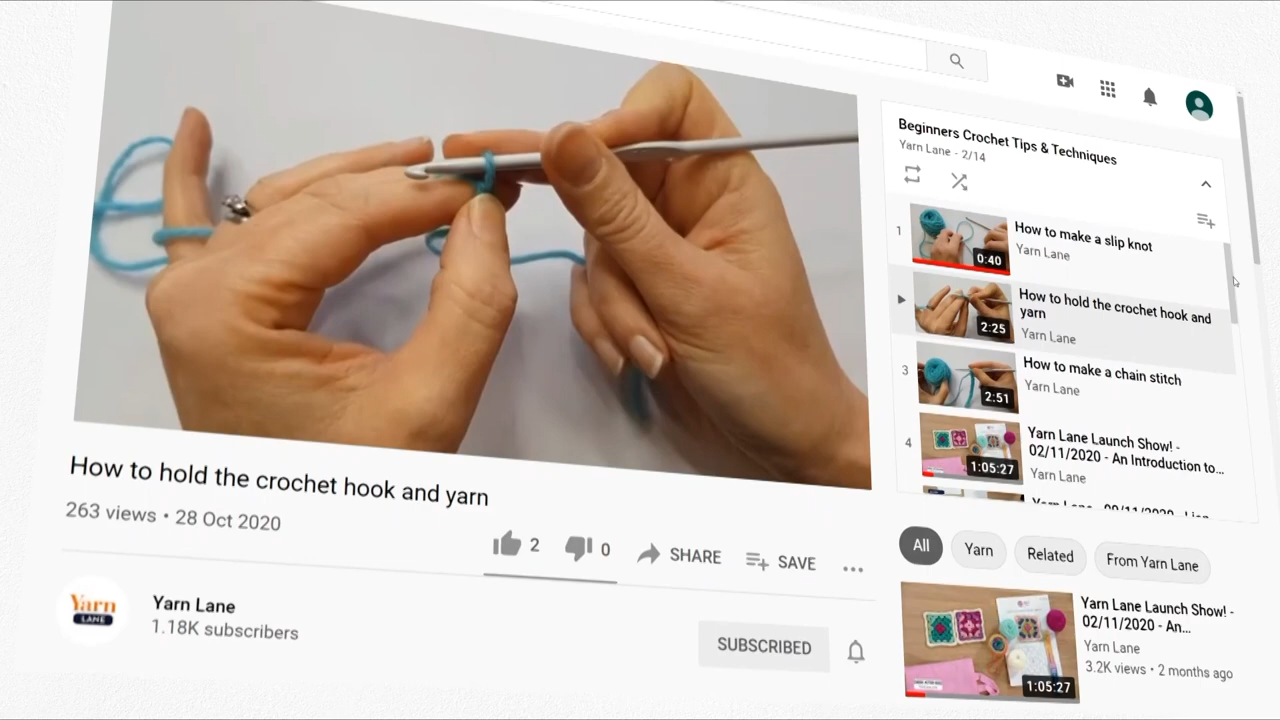 Beginners Crochet Tips & Techniques
Yarn Lane - 2/14
1
0:40
How to make a slip knot
Yarn Lane
2:25
How to hold the crochet hook and
yarn
Yarn Lane
3
2:51
How to make a chain stitch
Yarn Lane
4
1:05:27
Yarn Lane Launch Show! -
02/11/2020 - An Introduction to...
Yarn Lane
How to hold the crochet hook and yarn
263 views • 28 Oct 2020
2
0
SHARE
SAVE
Yarn
LANE
Yarn Lane
1.18K subscribers
SUBSCRIBED
All
Yarn
Related
From Yarn Lane
1:05:27
Yarn Lane Launch Show! -
02/11/2020 - An...
Yarn Lane
3.2K views • 2 months ago